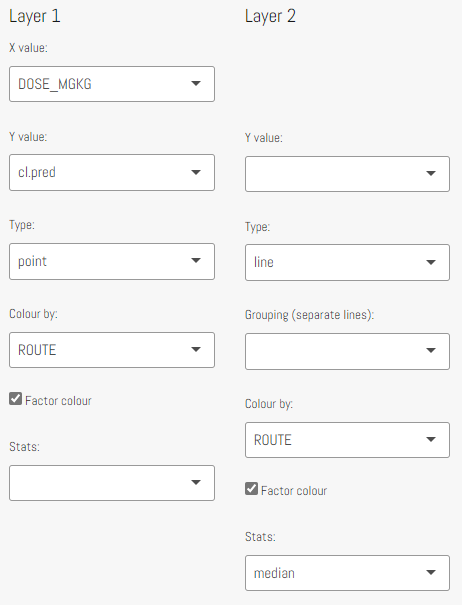 Layer 1
X value:
DOSE_MGKG
Y value:
cl.pred
Type:
point
Colour by:
ROUTE
Factor colour
Stats:
Layer 2
Y value:
Type:
line
Grouping (separate lines):
Colour by:
ROUTE
Factor colour
Stats:
median